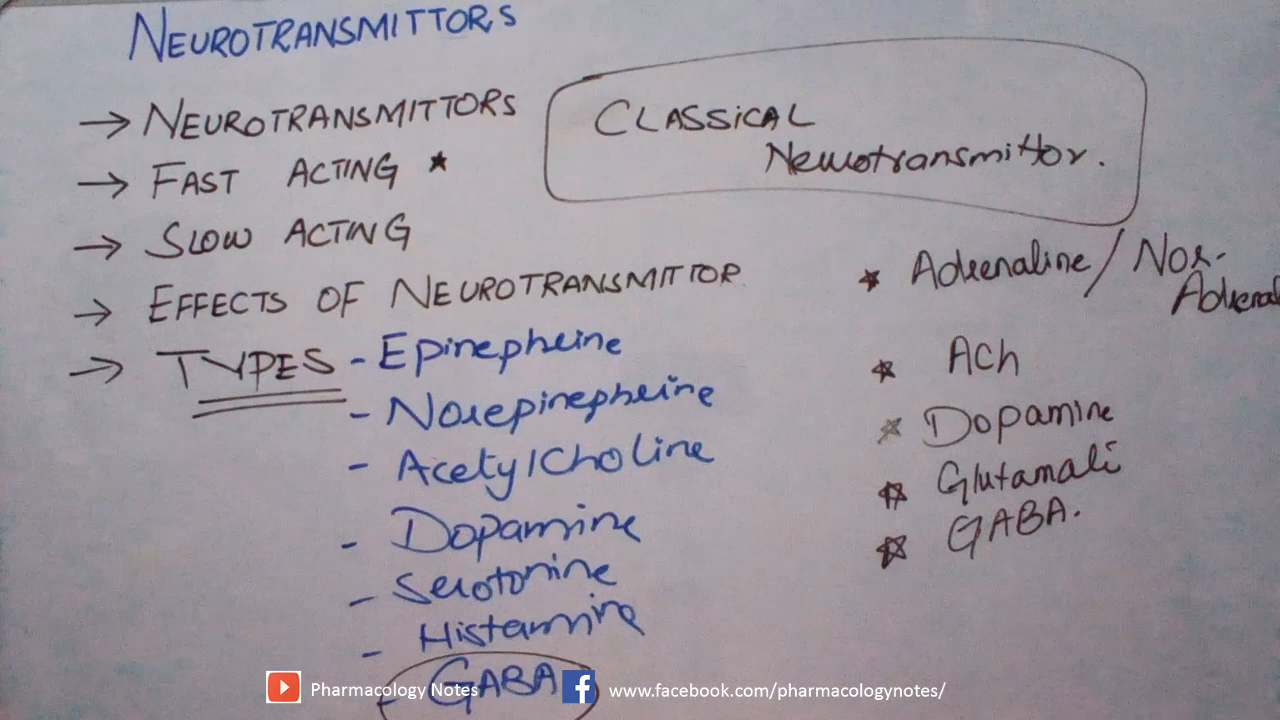 NEUROTRANSMITTORS
→ NEUROTRANSMITTORS
→ FAST ACTING ★
→ SLOW ACTING
→ EFFECTS OF NEUROTRANSMITTOR
→ TYPES - Epinepheine
- Norepinepheine
- Acetylcholine
- Dopamine
- Serotonine
- Histamine
- GABA
CLASSICAL
Neurotransmittor.
★ Adrenaline / Nor-
Adrenal
★ ACh
★ Dopamine
★ Glutamali
★ GABA.
Pharmacology Notes
www.facebook.com/pharmacologynotes/